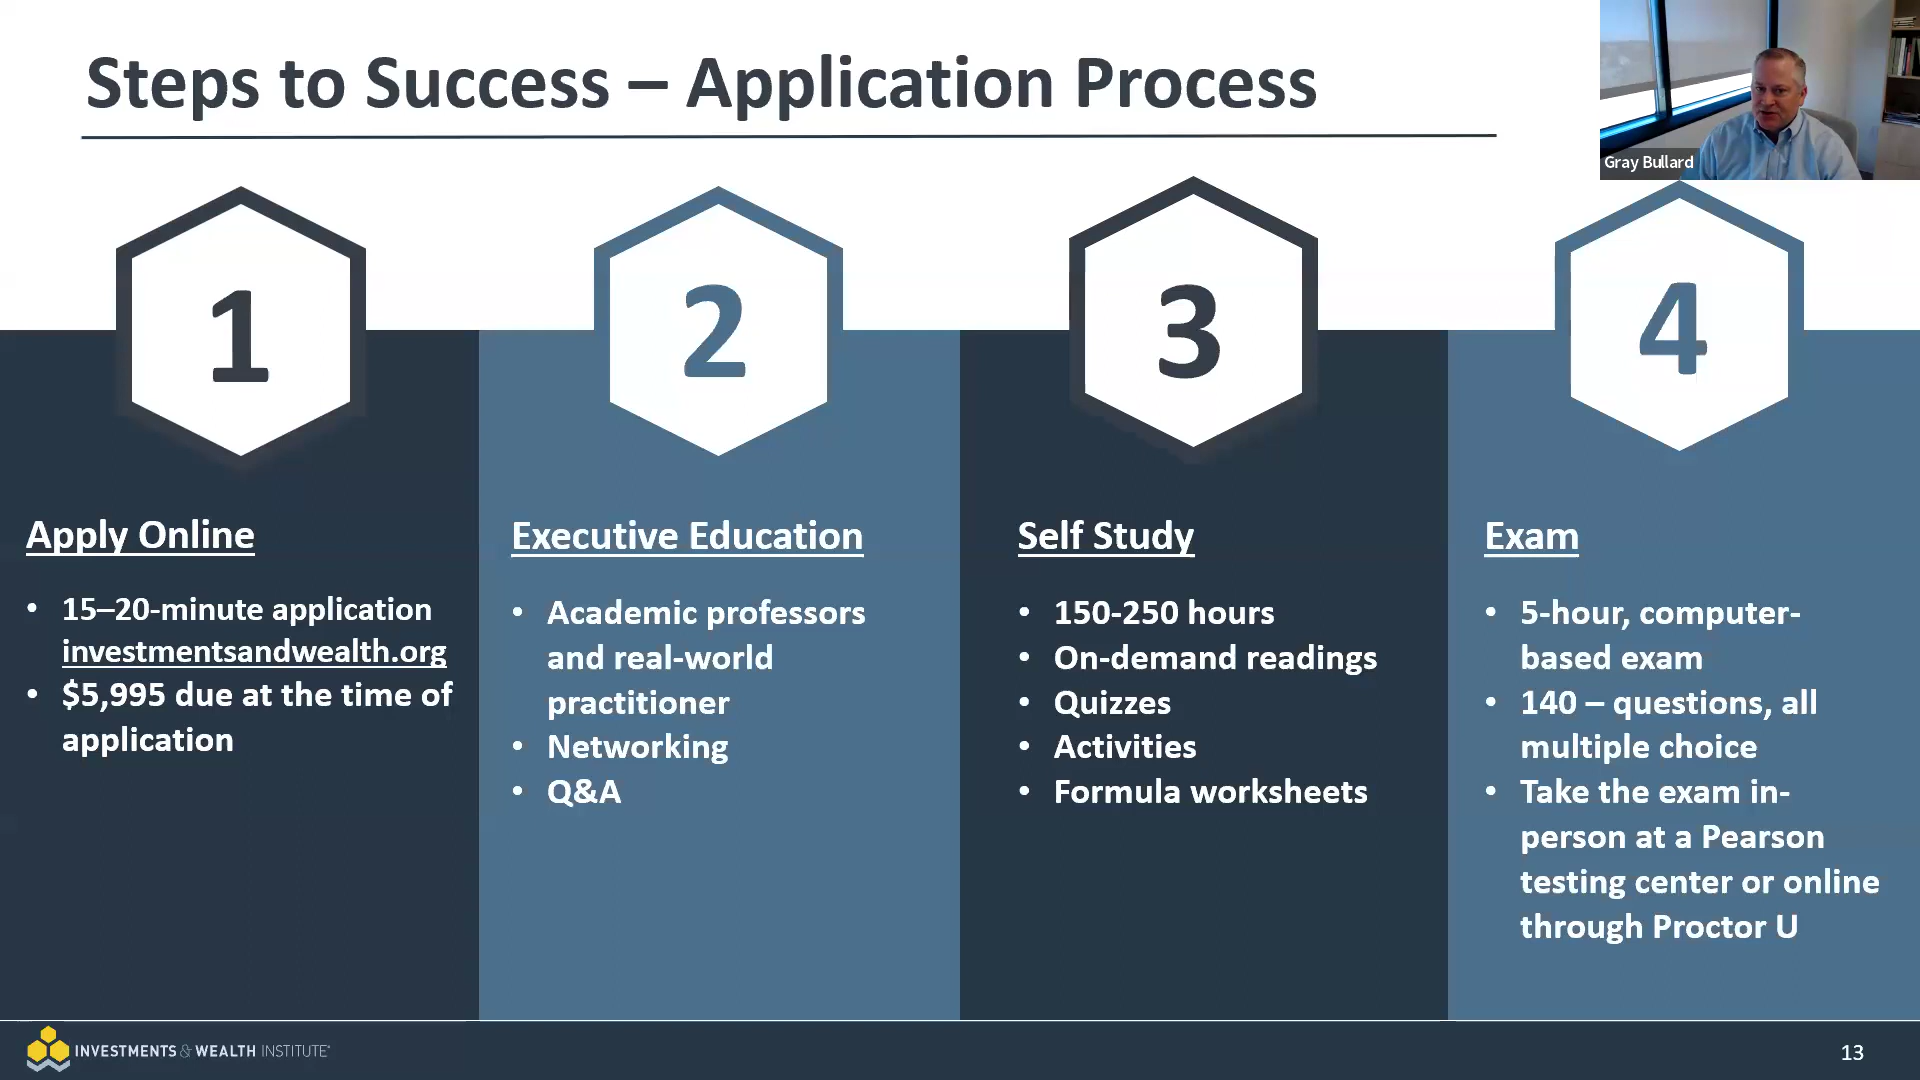 Steps to Success – Application Process
Gray Bullard
1
2
3
4
Apply Online
• 15–20-minute application
investmentsandwealth.org
• $5,995 due at the time of
application
Executive Education
• Academic professors
and real-world
practitioner
• Networking
• Q&A
Self Study
• 150-250 hours
• On-demand readings
• Quizzes
• Activities
• Formula worksheets
Exam
• 5-hour, computer-
based exam
• 140 – questions, all
multiple choice
• Take the exam in-
person at a Pearson
testing center or online
through Proctor U
INVESTMENTS & WEALTH INSTITUTE®
13